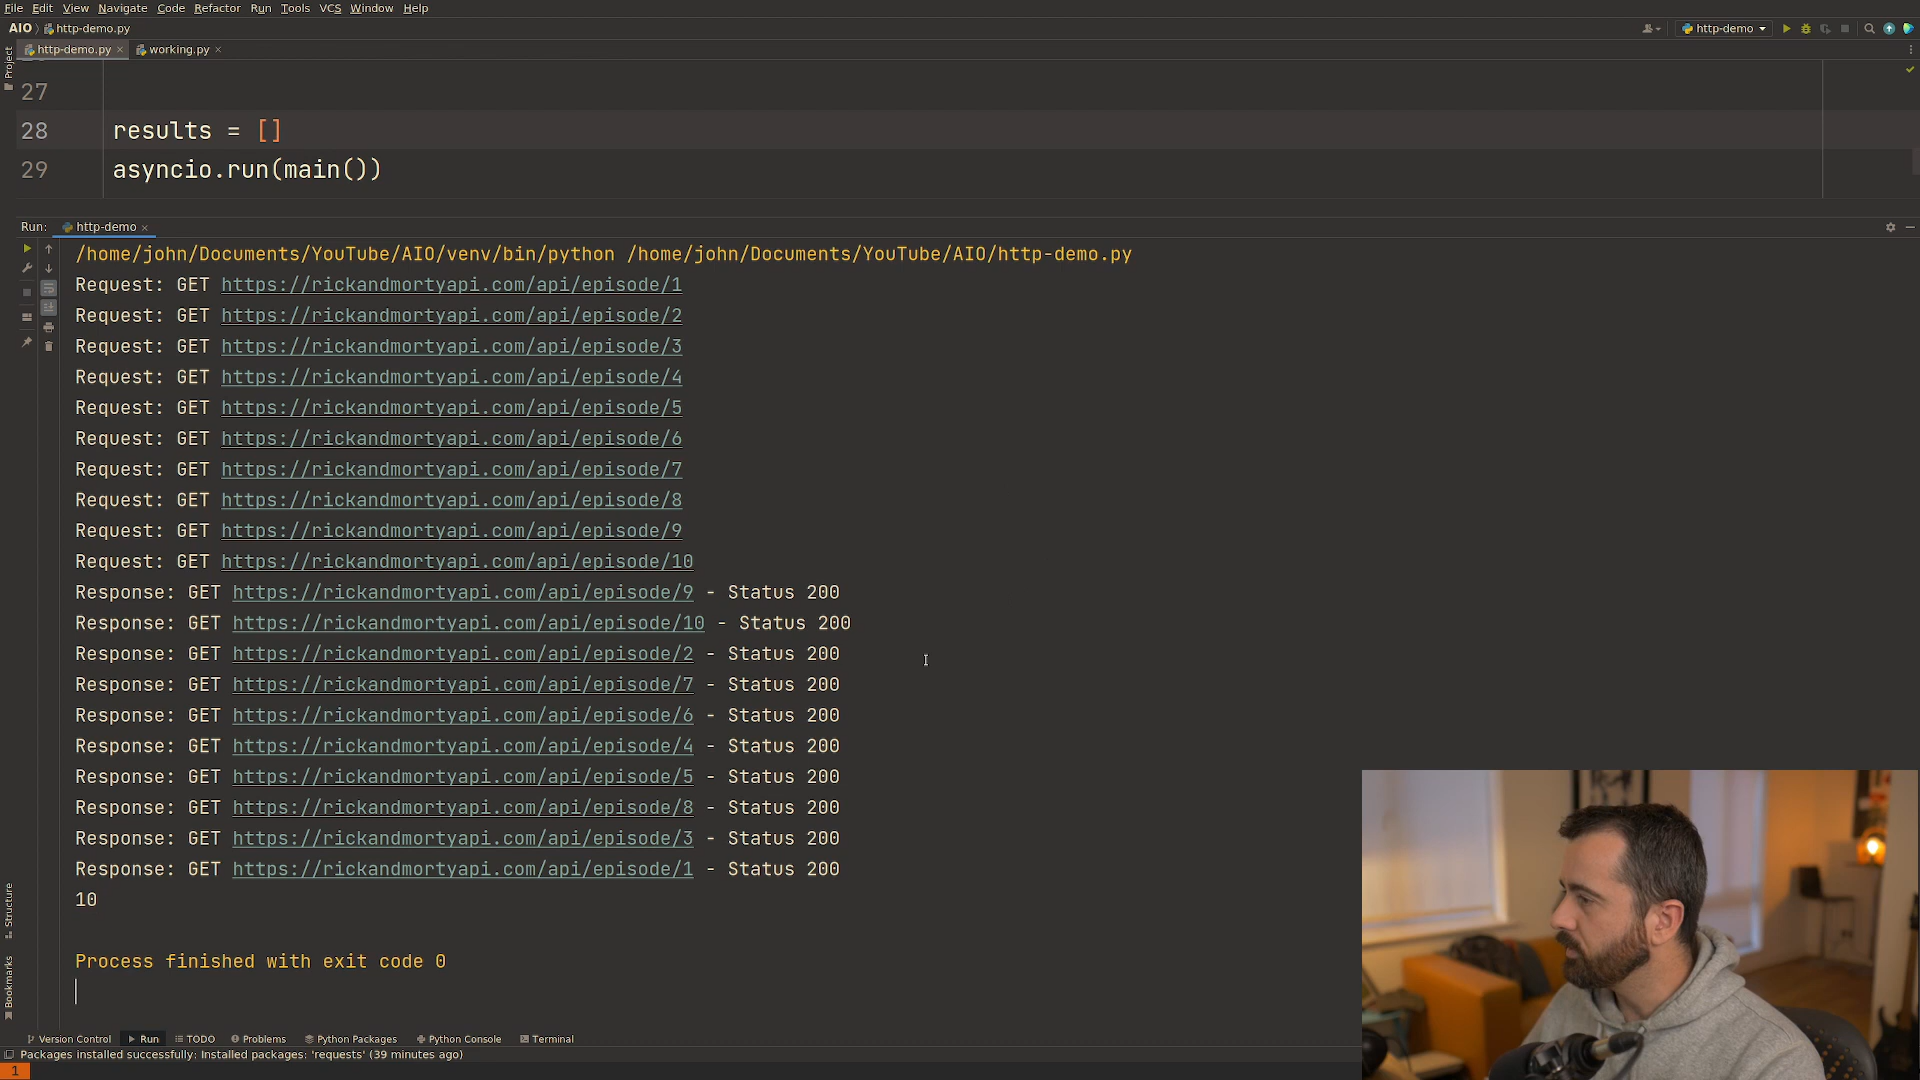 File Edit View Navigate Code Refactor Run Tools VCS Window Help
AIO http-demo.py
http-demo
http-demo.py working.py
Project
27
28 results = []
29 asyncio.run(main())
Run: http-demo
/home/john/Documents/YouTube/AIO/venv/bin/python /home/john/Documents/YouTube/AIO/http-demo.py
Request: GET https://rickandmortyapi.com/api/episode/1
Request: GET https://rickandmortyapi.com/api/episode/2
Request: GET https://rickandmortyapi.com/api/episode/3
Request: GET https://rickandmortyapi.com/api/episode/4
Request: GET https://rickandmortyapi.com/api/episode/5
Request: GET https://rickandmortyapi.com/api/episode/6
Request: GET https://rickandmortyapi.com/api/episode/7
Request: GET https://rickandmortyapi.com/api/episode/8
Request: GET https://rickandmortyapi.com/api/episode/9
Request: GET https://rickandmortyapi.com/api/episode/10
Response: GET https://rickandmortyapi.com/api/episode/9 - Status 200
Response: GET https://rickandmortyapi.com/api/episode/10 - Status 200
Response: GET https://rickandmortyapi.com/api/episode/2 - Status 200
Response: GET https://rickandmortyapi.com/api/episode/7 - Status 200
Response: GET https://rickandmortyapi.com/api/episode/6 - Status 200
Response: GET https://rickandmortyapi.com/api/episode/4 - Status 200
Response: GET https://rickandmortyapi.com/api/episode/5 - Status 200
Response: GET https://rickandmortyapi.com/api/episode/8 - Status 200
Response: GET https://rickandmortyapi.com/api/episode/3 - Status 200
Response: GET https://rickandmortyapi.com/api/episode/1 - Status 200
10
Process finished with exit code 0
Structure
Bookmarks
Version Control Run TODO Problems Python Packages Python Console Terminal
Packages installed successfully: Installed packages: 'requests' (39 minutes ago)
1